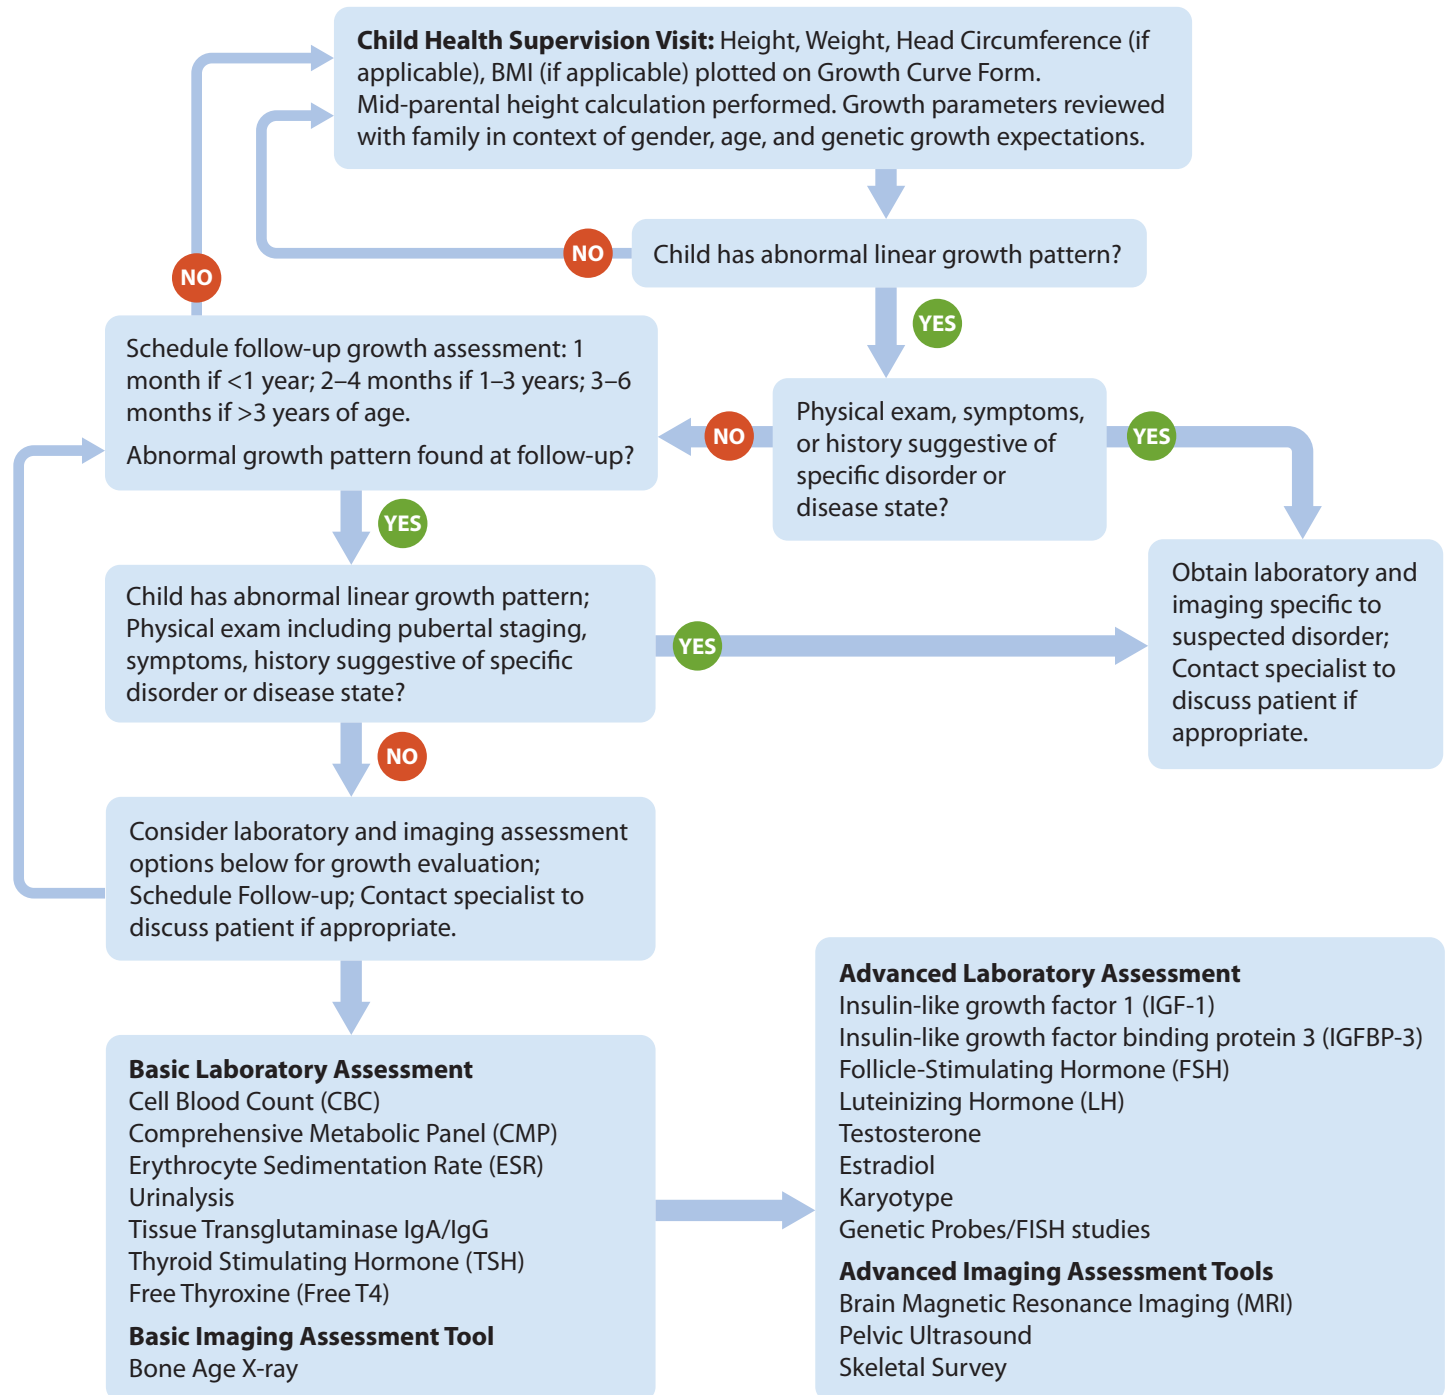 Child Health Supervision Visit: Height, Weight, Head Circumference (if
applicable), BMI (if applicable) plotted on Growth Curve Form.
Mid-parental height calculation performed. Growth parameters reviewed
with family in context of gender, age, and genetic growth expectations.
NO
Child has abnormal linear growth pattern?
NO
YES
Schedule follow-up growth assessment: 1
month if <1 year; 2–4 months if 1–3 years; 3–6
months if >3 years of age.
Abnormal growth pattern found at follow-up?
NO
Physical exam, symptoms,
or history suggestive of
specific disorder or
disease state?
YES
YES
Child has abnormal linear growth pattern;
Physical exam including pubertal staging,
symptoms, history suggestive of specific
disorder or disease state?
YES
Obtain laboratory and
imaging specific to
suspected disorder;
Contact specialist to
discuss patient if
appropriate.
NO
Consider laboratory and imaging assessment
options below for growth evaluation;
Schedule Follow-up; Contact specialist to
discuss patient if appropriate.
Basic Laboratory Assessment
Cell Blood Count (CBC)
Comprehensive Metabolic Panel (CMP)
Erythrocyte Sedimentation Rate (ESR)
Urinalysis
Tissue Transglutaminase IgA/IgG
Thyroid Stimulating Hormone (TSH)
Free Thyroxine (Free T4)
Basic Imaging Assessment Tool
Bone Age X-ray
Advanced Laboratory Assessment
Insulin-like growth factor 1 (IGF-1)
Insulin-like growth factor binding protein 3 (IGFBP-3)
Follicle-Stimulating Hormone (FSH)
Luteinizing Hormone (LH)
Testosterone
Estradiol
Karyotype
Genetic Probes/FISH studies
Advanced Imaging Assessment Tools
Brain Magnetic Resonance Imaging (MRI)
Pelvic Ultrasound
Skeletal Survey